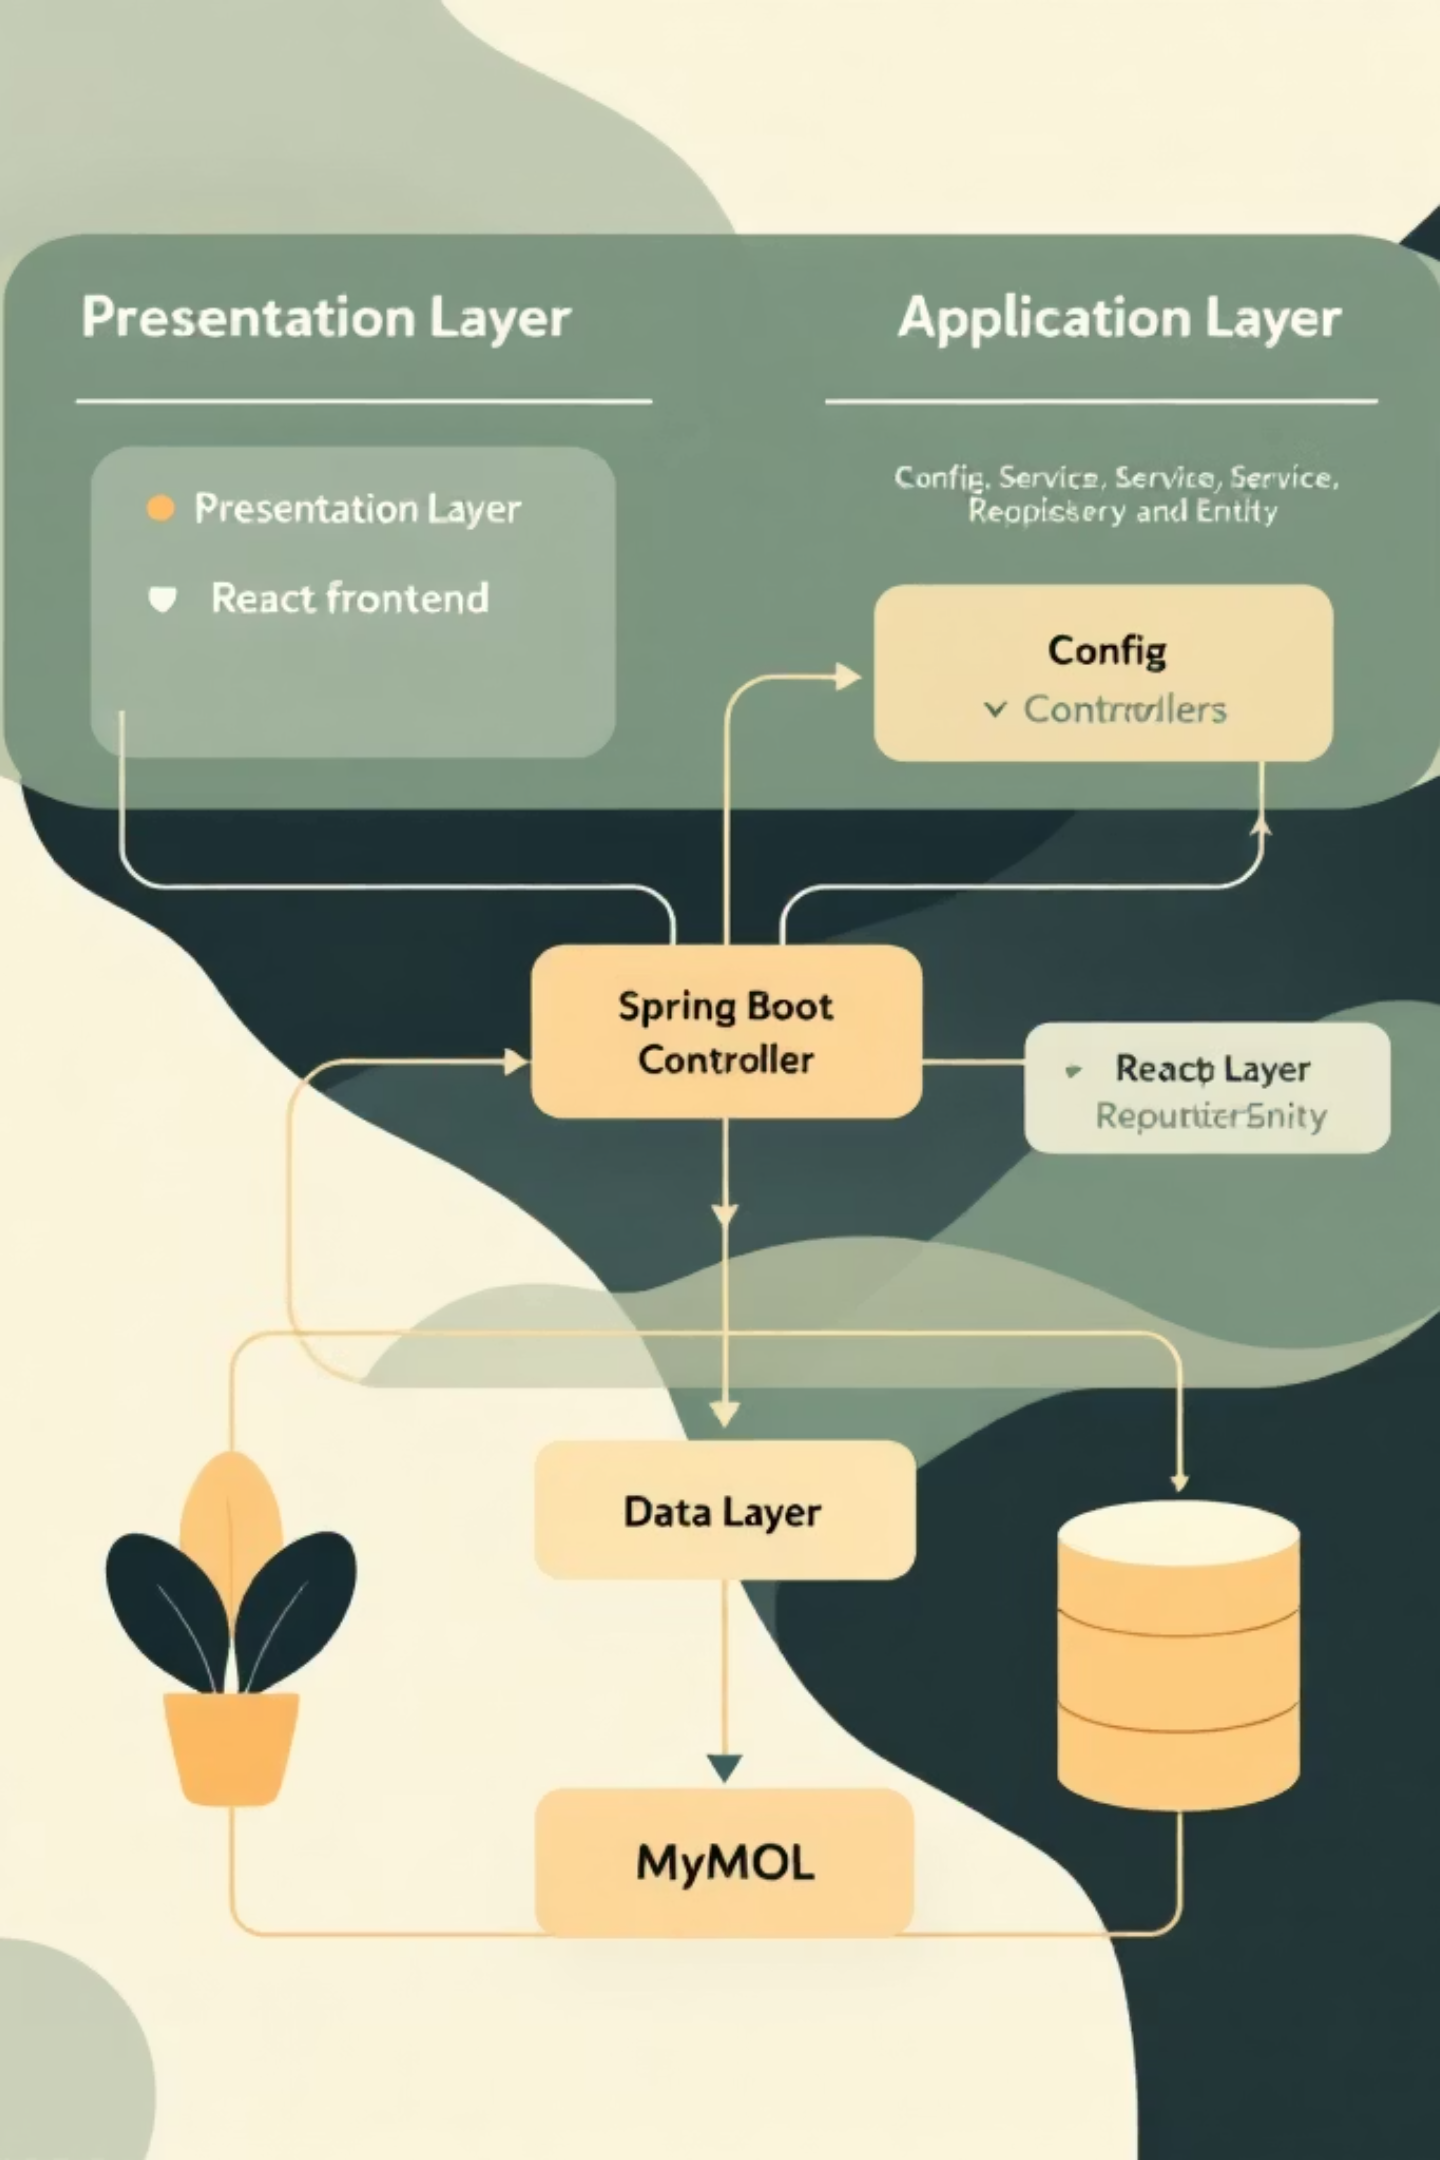 Presentation Layer
Application Layer
Presentation Layer
React frontend
Config, Service, Service, Service,
and Entity
Config
Spring Boot
Controller
Layer
Data Layer
MyMOL